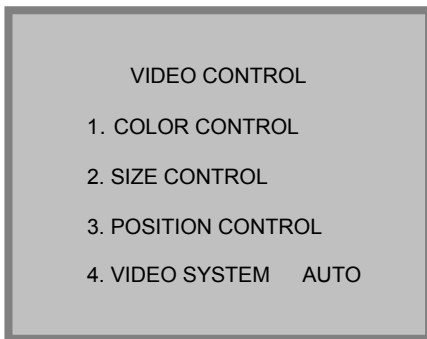 VIDEO CONTROL
1. COLOR CONTROL
2. SIZE CONTROL
3. POSITION CONTROL
4. VIDEO SYSTEM AUTO